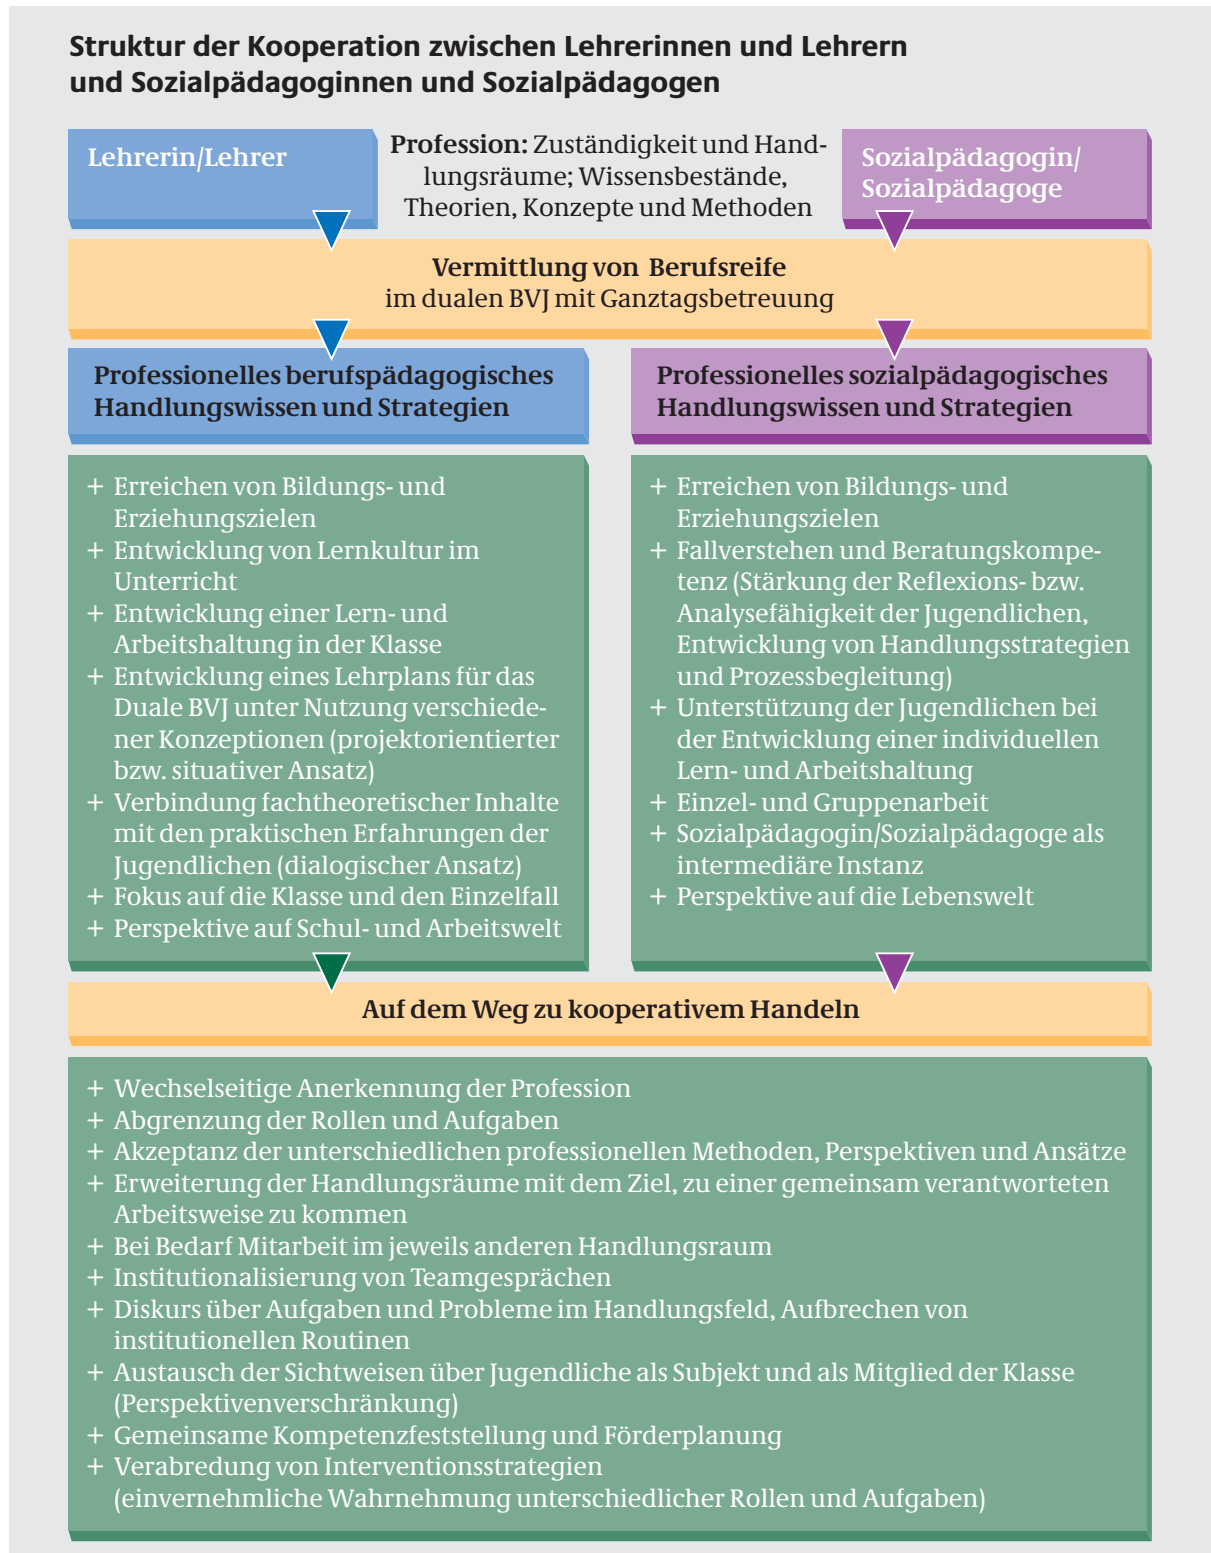 Struktur der Kooperation zwischen Lehrerinnen und Lehrern
und Sozialpädagoginnen und Sozialpädagogen
Lehrerin/Lehrer
Profession: Zuständigkeit und Hand-
lungsräume; Wissensbestände,
Theorien, Konzepte und Methoden
Sozialpädagogin/
Sozialpädagoge
Vermittlung von Berufsreife
im dualen BVJ mit Ganztagsbetreuung
Professionelles berufspädagogisches
Handlungswissen und Strategien
Professionelles sozialpädagogisches
Handlungswissen und Strategien
+ Erreichen von Bildungs- und
Erziehungszielen
+ Entwicklung von Lernkultur im
Unterricht
+ Entwicklung einer Lern- und
Arbeitshaltung in der Klasse
+ Entwicklung eines Lehrplans für das
Duale BVJ unter Nutzung verschiede-
ner Konzeptionen (projektorientierter
bzw. situativer Ansatz)
+ Verbindung fachtheoretischer Inhalte
mit den praktischen Erfahrungen der
Jugendlichen (dialogischer Ansatz)
+ Fokus auf die Klasse und den Einzelfall
+ Perspektive auf Schul- und Arbeitswelt
+ Erreichen von Bildungs- und
Erziehungszielen
+ Fallverstehen und Beratungskompe-
tenz (Stärkung der Reflexions- bzw.
Analysefähigkeit der Jugendlichen,
Entwicklung von Handlungsstrategien
und Prozessbegleitung)
+ Unterstützung der Jugendlichen bei
der Entwicklung einer individuellen
Lern- und Arbeitshaltung
+ Einzel- und Gruppenarbeit
+ Sozialpädagogin/Sozialpädagoge als
intermediäre Instanz
+ Perspektive auf die Lebenswelt
Auf dem Weg zu kooperativem Handeln
+ Wechselseitige Anerkennung der Profession
+ Abgrenzung der Rollen und Aufgaben
+ Akzeptanz der unterschiedlichen professionellen Methoden, Perspektiven und Ansätze
+ Erweiterung der Handlungsräume mit dem Ziel, zu einer gemeinsam verantworteten
Arbeitsweise zu kommen
+ Bei Bedarf Mitarbeit im jeweils anderen Handlungsraum
+ Institutionalisierung von Teamgesprächen
+ Diskurs über Aufgaben und Probleme im Handlungsfeld, Aufbrechen von
institutionellen Routinen
+ Austausch der Sichtweisen über Jugendliche als Subjekt und als Mitglied der Klasse
(Perspektivenverschränkung)
+ Gemeinsame Kompetenzfeststellung und Förderplanung
+ Verabredung von Interventionsstrategien
(einvernehmliche Wahrnehmung unterschiedlicher Rollen und Aufgaben)